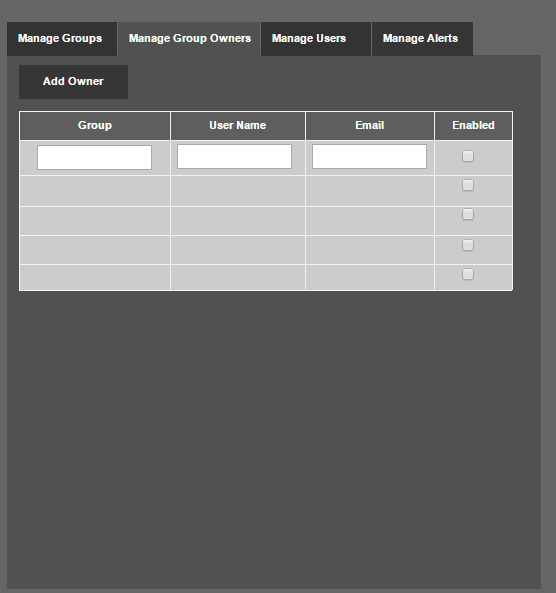 Manage Groups Manage Group Owners Manage Users Manage Alerts
Add Owner
Group User Name Email Enabled